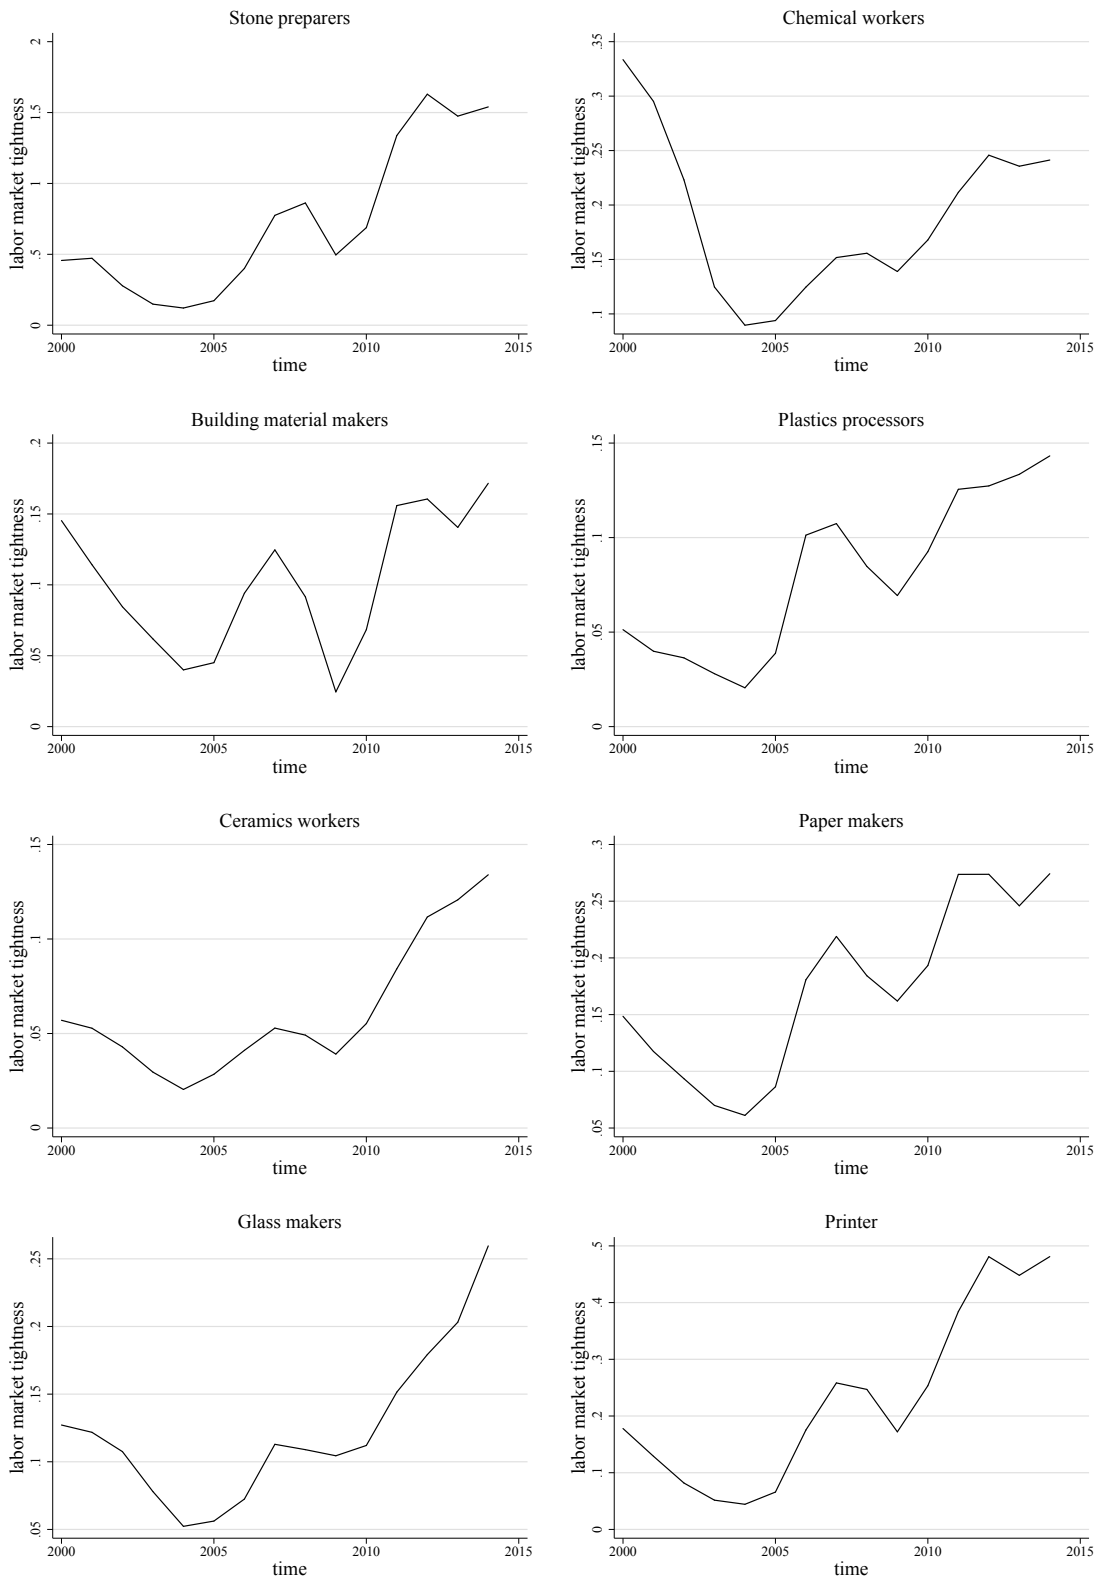 Stone preparers
labor market tightness
2
1.5
1
.5
0
2000 2005 2010 2015
time
Chemical workers
labor market tightness
.35
.3
.25
.2
.15
.1
2000 2005 2010 2015
time
Building material makers
labor market tightness
.2
.15
.1
.05
0
2000 2005 2010 2015
time
Plastics processors
labor market tightness
.15
.1
.05
0
2000 2005 2010 2015
time
Ceramics workers
labor market tightness
.15
.1
.05
0
2000 2005 2010 2015
time
Paper makers
labor market tightness
.3
.25
.2
.15
.1
.05
2000 2005 2010 2015
time
Glass makers
labor market tightness
.25
.2
.15
.1
.05
2000 2005 2010 2015
time
Printer
labor market tightness
.5
.4
.3
.2
.1
0
2000 2005 2010 2015
time